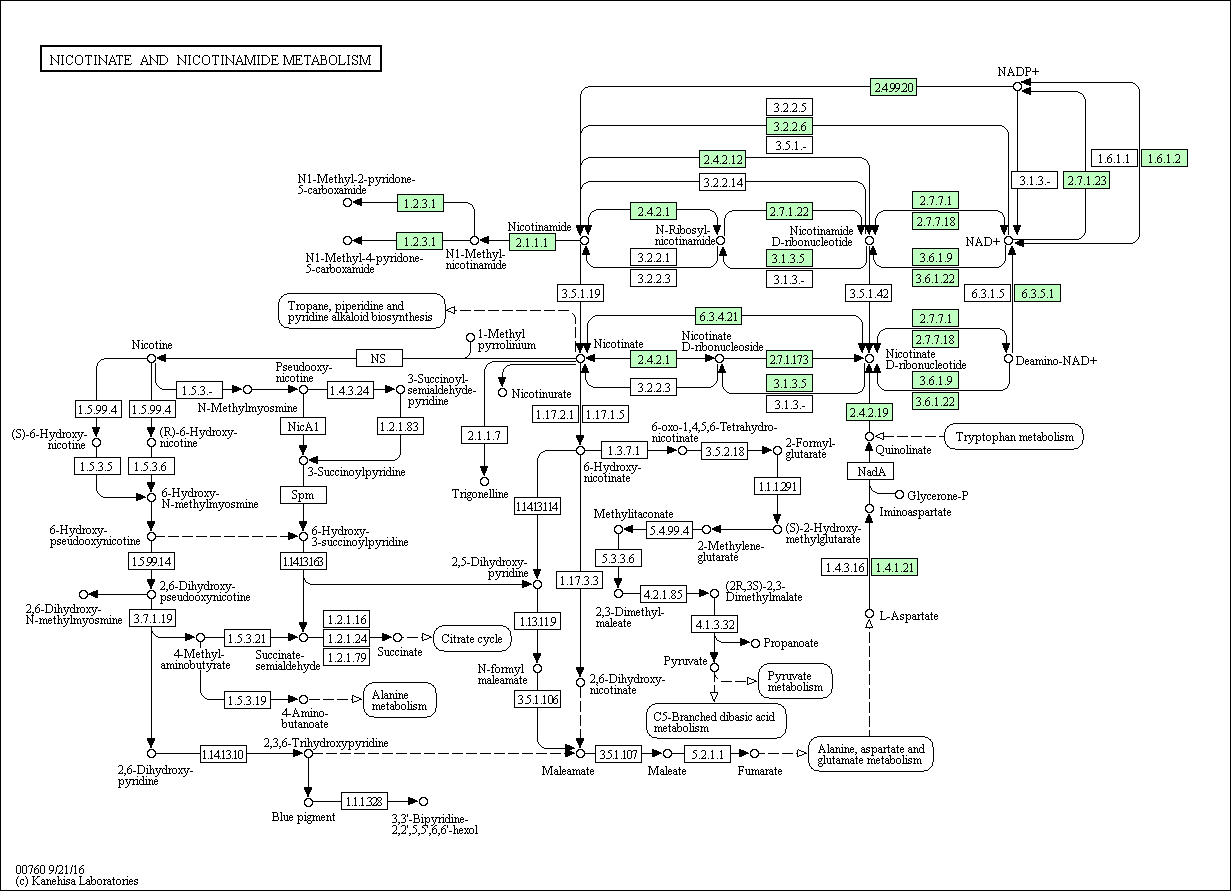 NICOTINATE AND NICOTINAMIDE METABOLISM
NADP+
2.4.99.20
3.2.2.5
3.2.2.6
3.5.1.-
1.6.1.1
1.6.1.2
2.4.2.12
3.2.2.14
3.1.3.-
2.7.1.23
N1-Methyl-2-pyridone-
5-carboxamide
1.2.3.1
2.7.7.1
2.4.2.1
2.7.1.22
2.7.7.18
Nicotinamide
N-Ribosyl-
nicotinamide
Nicotinamide
D-ribonucleotide
NAD+
1.2.3.1
2.1.1.1
N1-Methyl-4-pyridone-
5-carboxamide
N1-Methyl-
nicotinamide
3.2.2.1
3.1.3.5
3.6.1.9
3.2.2.3
3.1.3.-
3.6.1.22
3.5.1.19
3.5.1.42
6.3.1.5
6.3.5.1
Tropane, piperidine and
pyridine alkaloid biosynthesis
6.3.4.21
2.7.7.1
2.7.7.18
1-Methyl
pyrrolinium
Nicotinate
Nicotinate
D-ribonucleoside
Nicotine
NS
2.4.2.1
2.7.1.173
Nicotinate
D-ribonucleotide
Deamino-NAD+
Pseudooxy-
nicotine
3-Succinoyl-
semialdehyde-
pyridine
1.5.3.-
1.4.3.24
N-Methylmyosmine
Nicotinurate
3.2.2.3
3.1.3.5
3.1.3.-
3.6.1.9
3.6.1.22
1.5.99.4
1.5.99.4
1.17.2.1
1.17.1.5
2.4.2.19
NicA1
1.2.1.83
2.1.1.7
(S)-6-Hydroxy-
nicotine
(R)-6-Hydroxy-
nicotine
6-oxo-1,4,5,6-Tetrahydro-
nicotinate
2-Formyl-
glutarate
Tryptophan metabolism
Quinolinate
1.5.3.5
1.5.3.6
3-Succinoylpyridine
6-Hydroxy-
nicotinate
1.3.7.1
3.5.2.18
NadA
Trigonelline
6-Hydroxy-
N-methylmyosmine
Spm
1.1.1.291
Glycerone-P
Iminoaspartate
1.14.13.114
6-Hydroxy-
pseudooxynicotine
6-Hydroxy-
3-succinoylpyridine
Methylitaconate
5.4.99.4
2-Methylene-
glutarate
(S)-2-Hydroxy-
methylglutarate
1.5.99.14
1.14.13.163
2,5-Dihydroxy-
pyridine
5.3.3.6
1.4.3.16
1.4.1.21
1.17.3.3
2,6-Dihydroxy-
pseudooxynicotine
4.2.1.85
(2R,3S)-2,3-
Dimethylmalate
2,6-Dihydroxy-
N-methylmyosmine
3.7.1.19
2,3-Dimethyl-
maleate
L-Aspartate
1.2.1.16
1.13.11.9
4.1.3.32
1.5.3.21
1.2.1.24
Citrate cycle
Propanoate
4-Methyl-
aminobutyrate
Succinate-
semialdehyde
1.2.1.79
Succinate
Pyruvate
N-formyl
maleamate
Pyruvate
metabolism
2,6-Dihydroxy-
nicotinate
1.5.3.19
Alanine
metabolism
3.5.1.106
4-Amino-
butanoate
C5-Branched dibasic acid
metabolism
2,3,6-Trihydroxypyridine
1.14.13.10
2,6-Dihydroxy-
pyridine
Maleamate
3.5.1.107
Maleate
5.2.1.1
Fumarate
Alanine, aspartate and
glutamate metabolism
1.1.1.328
Blue pigment
3,3'-Bipyridine-
2,2',5,5',6,6'-hexol
00760 9/21/16
(c) Kanehisa Laboratories